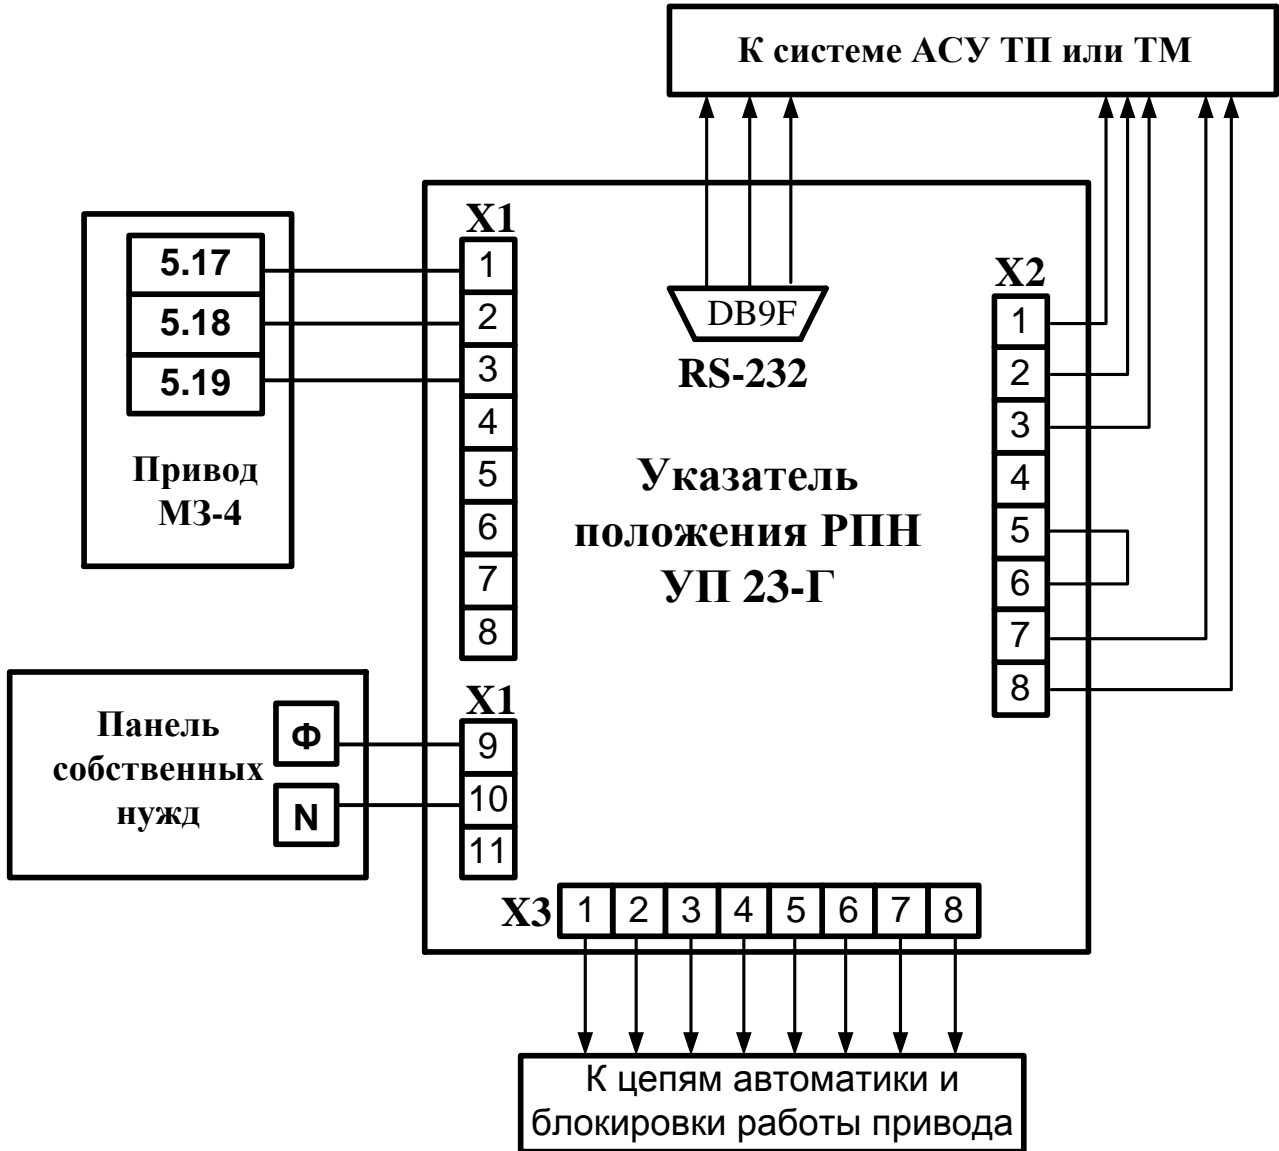 К системе АСУ ТП или ТМ
X1
1
2
3
4
5
6
7
8
5.17
5.18
5.19
Привод
МЗ-4
DB9F
RS-232
X2
1
2
3
4
5
6
7
8
Указатель
положения РПН
УП 23-Г
Панель
собственных
нужд
Ф
N
X1
9
10
11
X3 1 2 3 4 5 6 7 8
К цепям автоматики и
блокировки работы привода